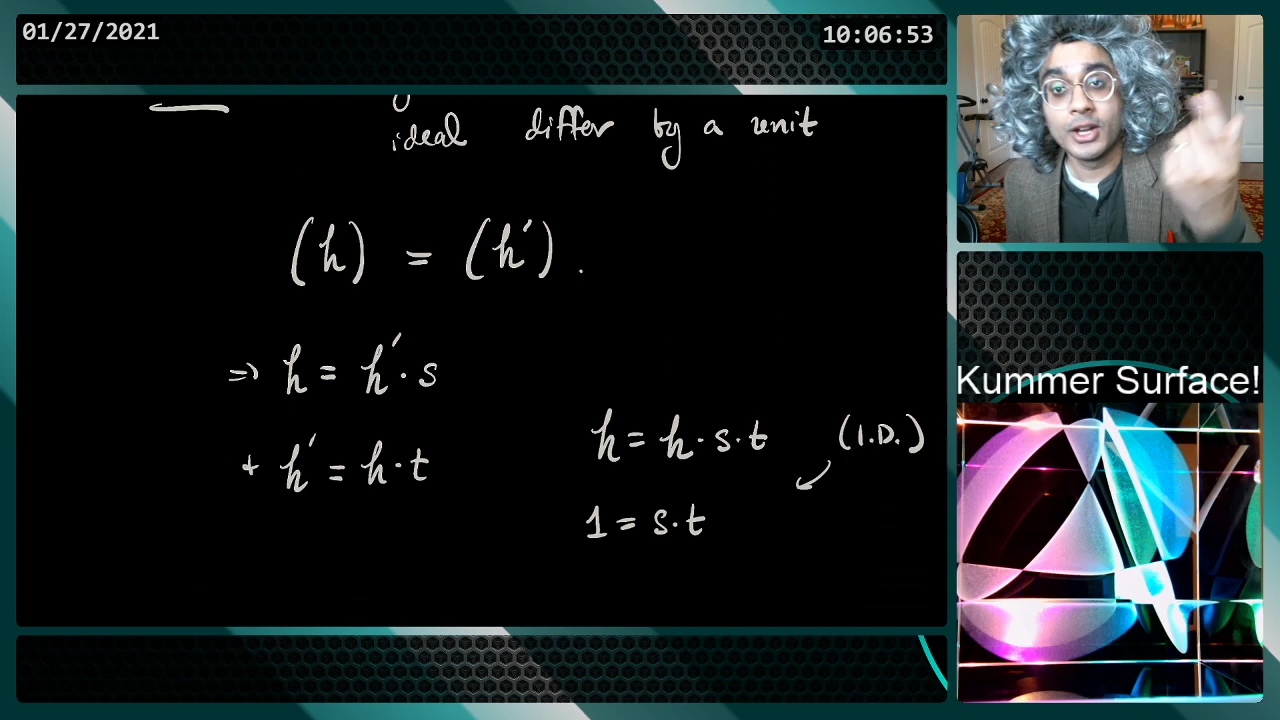 01/27/2021
10:06:53
ideal differ by a unit
(h) = (h′).
⇒ h = h′ · s
+ h′ = h · t
h = h · s · t (I.D.)
1 = s · t
Kummer Surface!